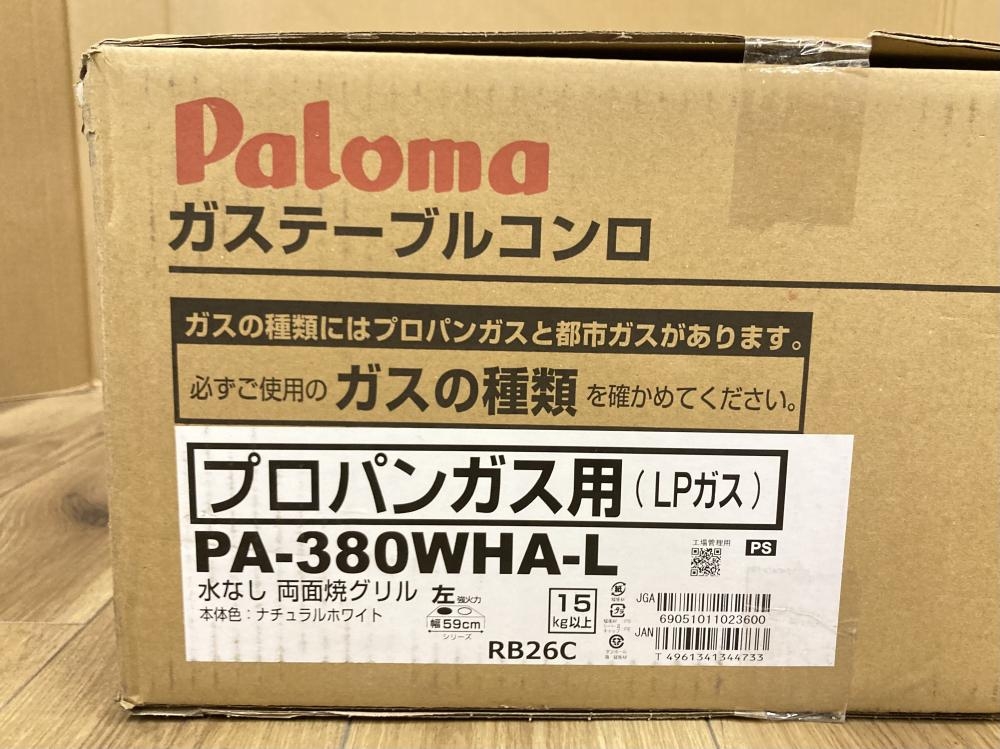 Paloma
ガステーブルコンロ
ガスの種類にはプロパンガスと都市ガスがあります。
必ずご使用の ガスの種類 を確かめてください。
プロパンガス用（LPガス）
PA-380WHA-L
工場管理用
PS
水なし 両面焼グリル
本体色：ナチュラルホワイト
左 強火力
幅59cm
シリーズ
15
kg以上
RB26C
JGA
69051011023600
JAN
T 4961341344733